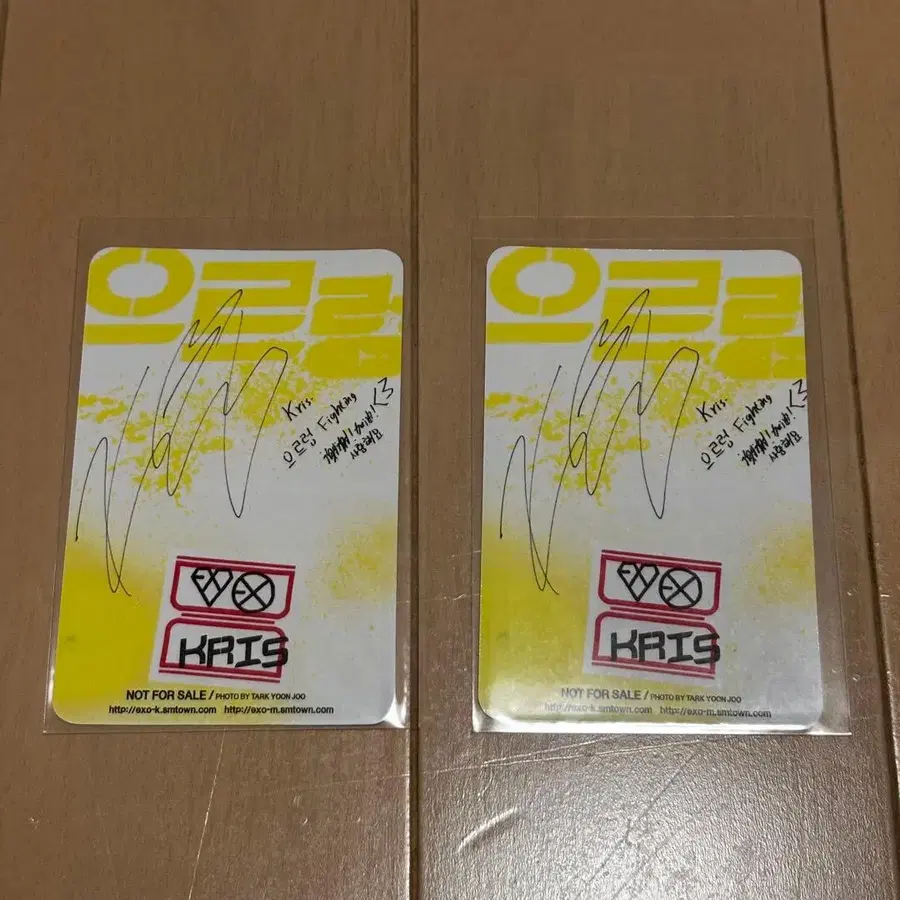 으르렁
Kris.
으르렁 Fighting
<3
사랑해요
EXO
KRIS
NOT FOR SALE / PHOTO BY TARK YOON JOO
http://exo-k.smtown.com http://exo-m.smtown.com
으르렁
Kris.
으르렁 Fighting
<3
사랑해요
EXO
KRIS
NOT FOR SALE / PHOTO BY TARK YOON JOO
http://exo-k.smtown.com http://exo-m.smtown.com